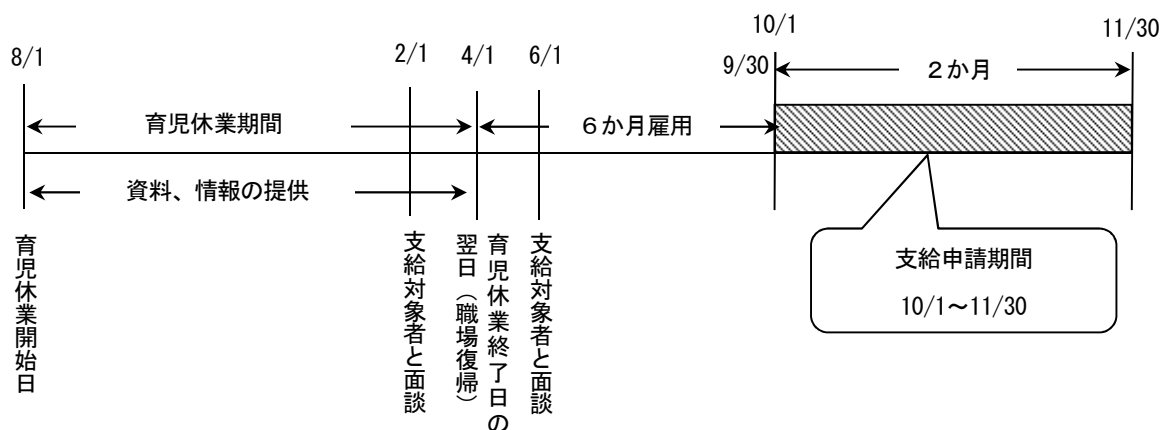 10/1
11/30
8/1
2/1
4/1
6/1
9/30
2か月
育児休業期間
6か月雇用
資料、情報の提供
育児休業開始日
支給対象者と面談
育児休業終了日の
翌日（職場復帰）
支給対象者と面談
支給申請期間
10/1～11/30